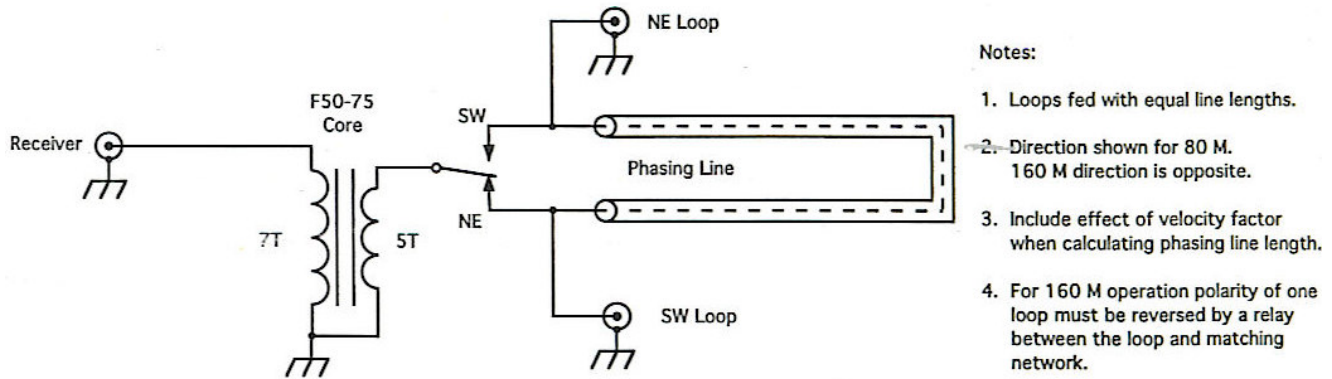 NE Loop
Notes:
F50-75
Core
1. Loops fed with equal line lengths.
SW
Receiver
2. Direction shown for 80 M.
160 M direction is opposite.
Phasing Line
NE
3. Include effect of velocity factor
when calculating phasing line length.
7T
5T
4. For 160 M operation polarity of one
loop must be reversed by a relay
between the loop and matching
network.
SW Loop